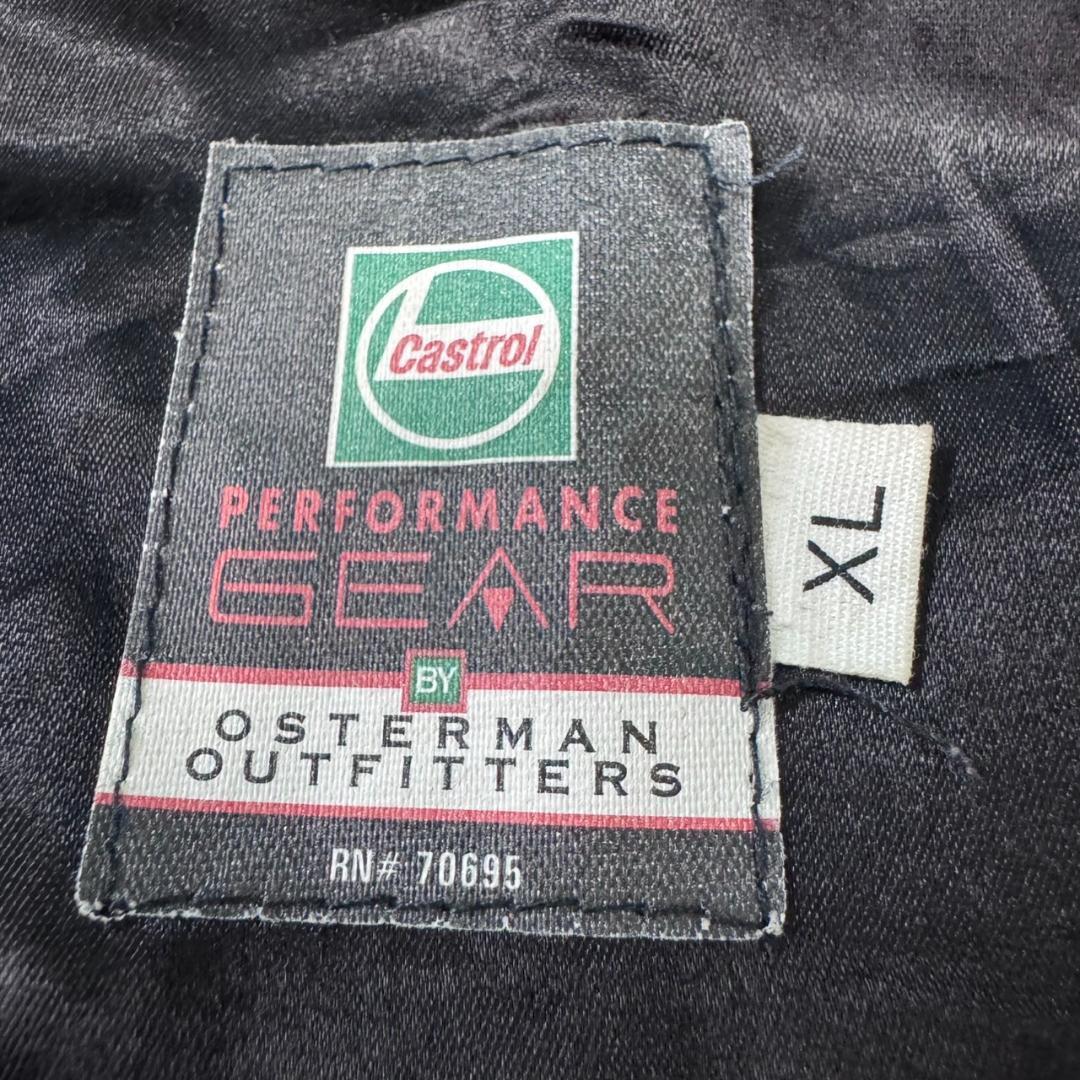 Castrol
PERFORMANCE
GEAR
BY
OSTERMAN
OUTFITTERS
RN# 70695
XL